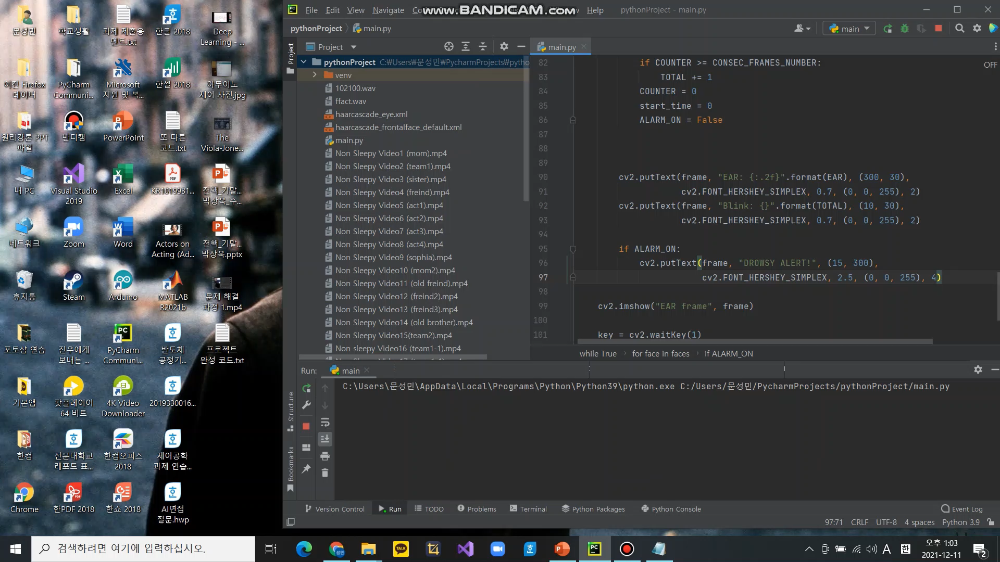 문성민
학교생활
과제 제출용
멘트.txt
한글 2018
Deep
Learning - ...
이전 Firefox
데이터
PyCharm
Communi...
Microsoft
지원 및 복...
한셀 2018
아두이노
제어 사진.jpg
원리강론 PPT
파일
반디캠
PowerPoint
또 다른
코드.txt
The
Viola-Jone...
내 PC
Visual Studio
2019
Excel
KR1019931...
전핵_기말...
박상욱_수...
네트워크
Zoom
Word
Actors on
Acting (Ad...
전핵_기말...
박상욱.pptx
휴지통
Steam
Arduino
MATLAB
R2021b
문제 해결
과정 1.mp4
포토샵 연습
진우에게
보내는 ...
PyCharm
Communi...
반도체
공정기...
프로젝트
완성 코드.txt
기본앱
팟플레이어
64 비트
4K Video
Downloader
2019330016...
한컴
선문대학교
레포트 표...
한컴오피스
2018
제어공학
과제 연습...
Chrome
한PDF 2018
한쇼 2018
AI면접
질문.hwp
File Edit View Navigate Help pythonProject - main.py
www.BANDICAM.com
pythonProject main.py
main
Project
Project
main.py
pythonProject C:₩Users₩문성민₩PycharmProjects₩pytho
venv
102100.wav
ffact.wav
haarcascade_eye.xml
haarcascade_frontalface_default.xml
main.py
Non Sleepy Video1 (mom).mp4
Non Sleepy Video2 (team1).mp4
Non Sleepy Video3 (sister).mp4
Non Sleepy Video4 (freind).mp4
Non Sleepy Video5 (act1).mp4
Non Sleepy Video6 (act2).mp4
Non Sleepy Video7 (act3).mp4
Non Sleepy Video8 (act4).mp4
Non Sleepy Video9 (sophia).mp4
Non Sleepy Video10 (mom2).mp4
Non Sleepy Video11 (old freind).mp4
Non Sleepy Video12 (freind2).mp4
Non Sleepy Video13 (freind3).mp4
Non Sleepy Video14 (old brother).mp4
Non Sleepy Video15(team2).mp4
Non sleepy Video16 (team1-1).mp4
OFF
82 if COUNTER >= CONSEC_FRAMES_NUMBER:
83 TOTAL += 1
84 COUNTER = 0
85 start_time = 0
86 ALARM_ON = False
87
88
89
90 cv2.putText(frame, "EAR: {:.2f}".format(EAR), (300, 30),
91 cv2.FONT_HERSHEY_SIMPLEX, 0.7, (0, 0, 255), 2)
92 cv2.putText(frame, "Blink: {}".format(TOTAL), (10, 30),
93 cv2.FONT_HERSHEY_SIMPLEX, 0.7, (0, 0, 255), 2)
94
95 if ALARM_ON:
96 cv2.putText(frame, "DROWSY ALERT!", (15, 300),
97 cv2.FONT_HERSHEY_SIMPLEX, 2.5, (0, 0, 255), 4)
98
99 cv2.imshow("EAR frame", frame)
100
101 key = cv2.waitKey(1)
while True for face in faces if ALARM_ON
Run: main
C:\Users\문성민\AppData\Local\Programs\Python\Python39\python.exe C:/Users/문성민/PycharmProjects/pythonProject/main.py
Structure
Bookmarks
Version Control Run TODO Problems Terminal Python Packages Python Console Event Log
97:71 CRLF UTF-8 4 spaces Python 3.9
검색하려면 여기에 입력하십시오.
TALK
A 한
오후 1:03
2021-12-11
2